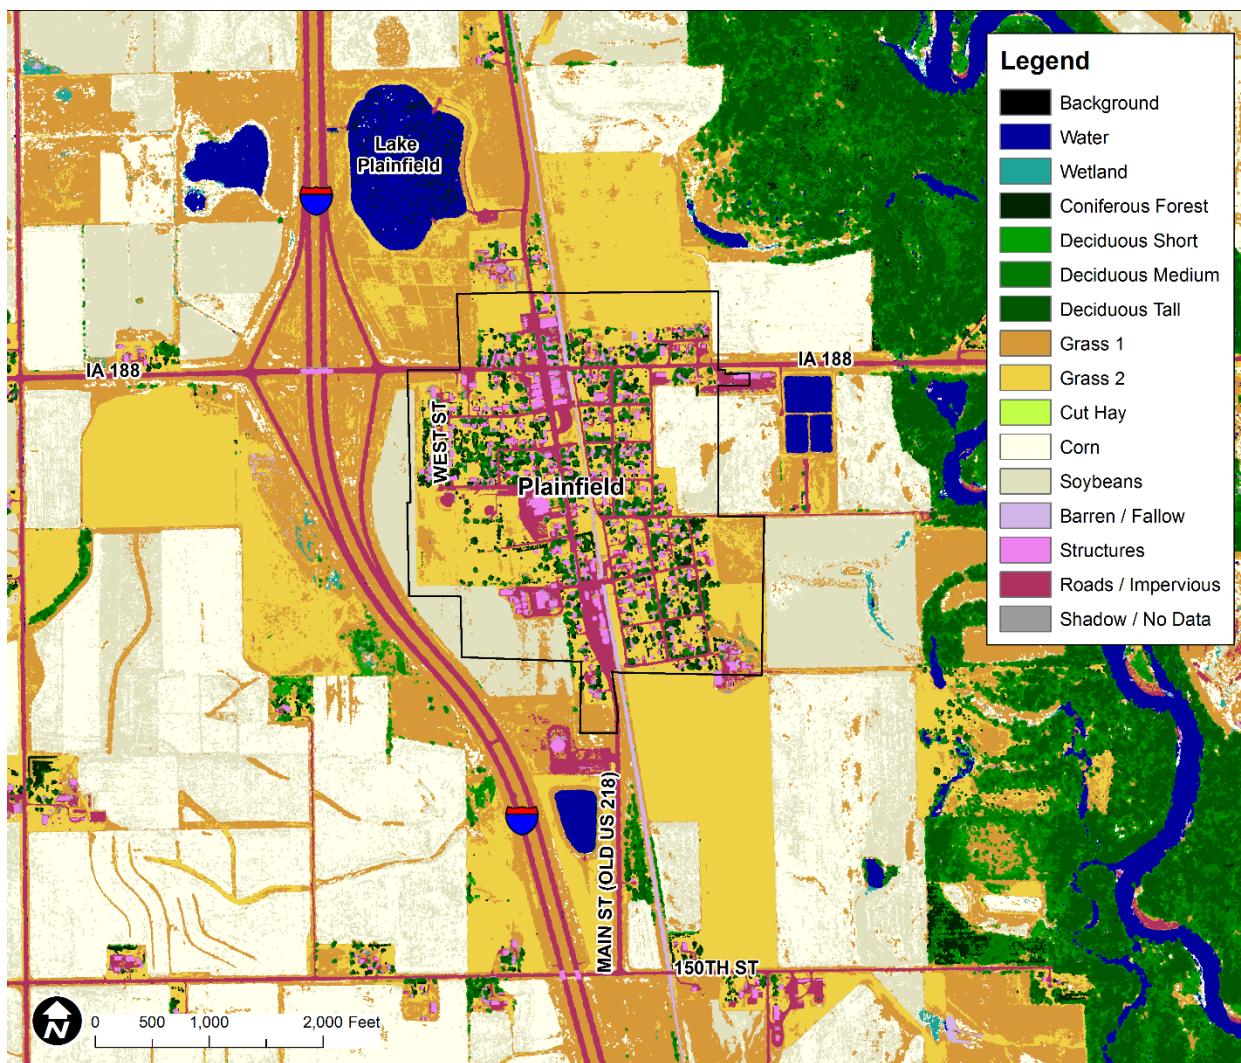 Legend
Background
Water
Wetland
Coniferous Forest
Deciduous Short
Deciduous Medium
Deciduous Tall
Grass 1
Grass 2
Cut Hay
Corn
Soybeans
Barren / Fallow
Structures
Roads / Impervious
Shadow / No Data
Lake
Plainfield
IA 188
IA 188
WEST ST
Plainfield
MAIN ST (OLD US 218)
150TH ST
N
0 500 1,000 2,000 Feet